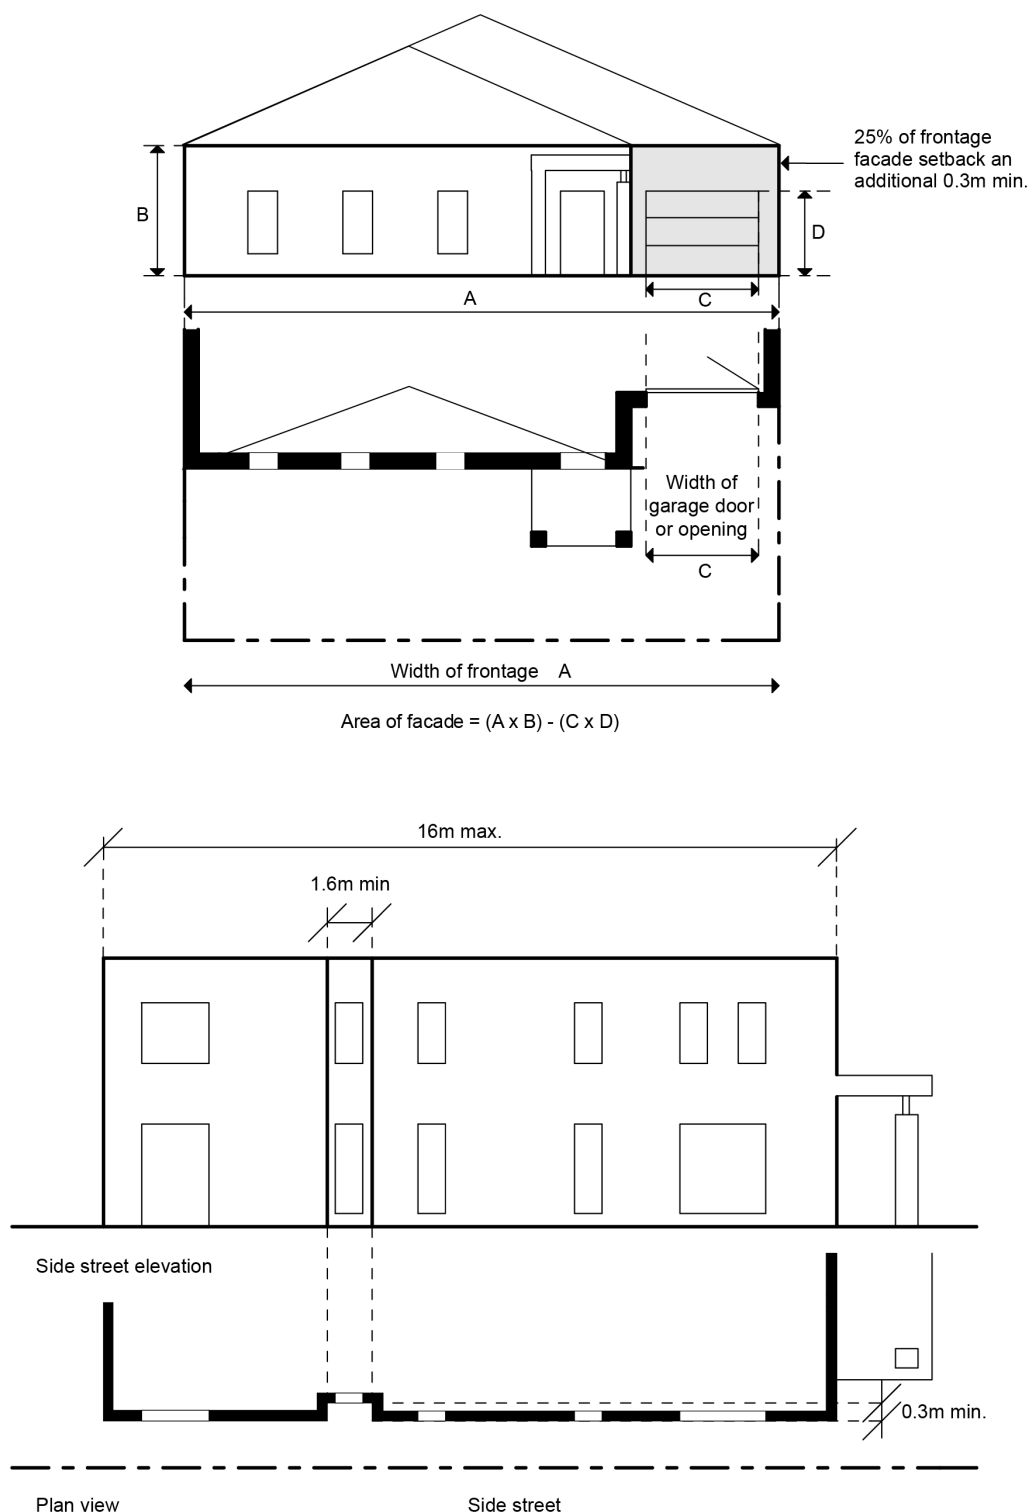 25% of frontage
facade setback an
additional 0.3m min.
B
D
A
C
Width of
garage door
or opening
C
Width of frontage A
Area of facade = (A x B) - (C x D)
16m max.
1.6m min
Side street elevation
0.3m min.
Plan view
Side street